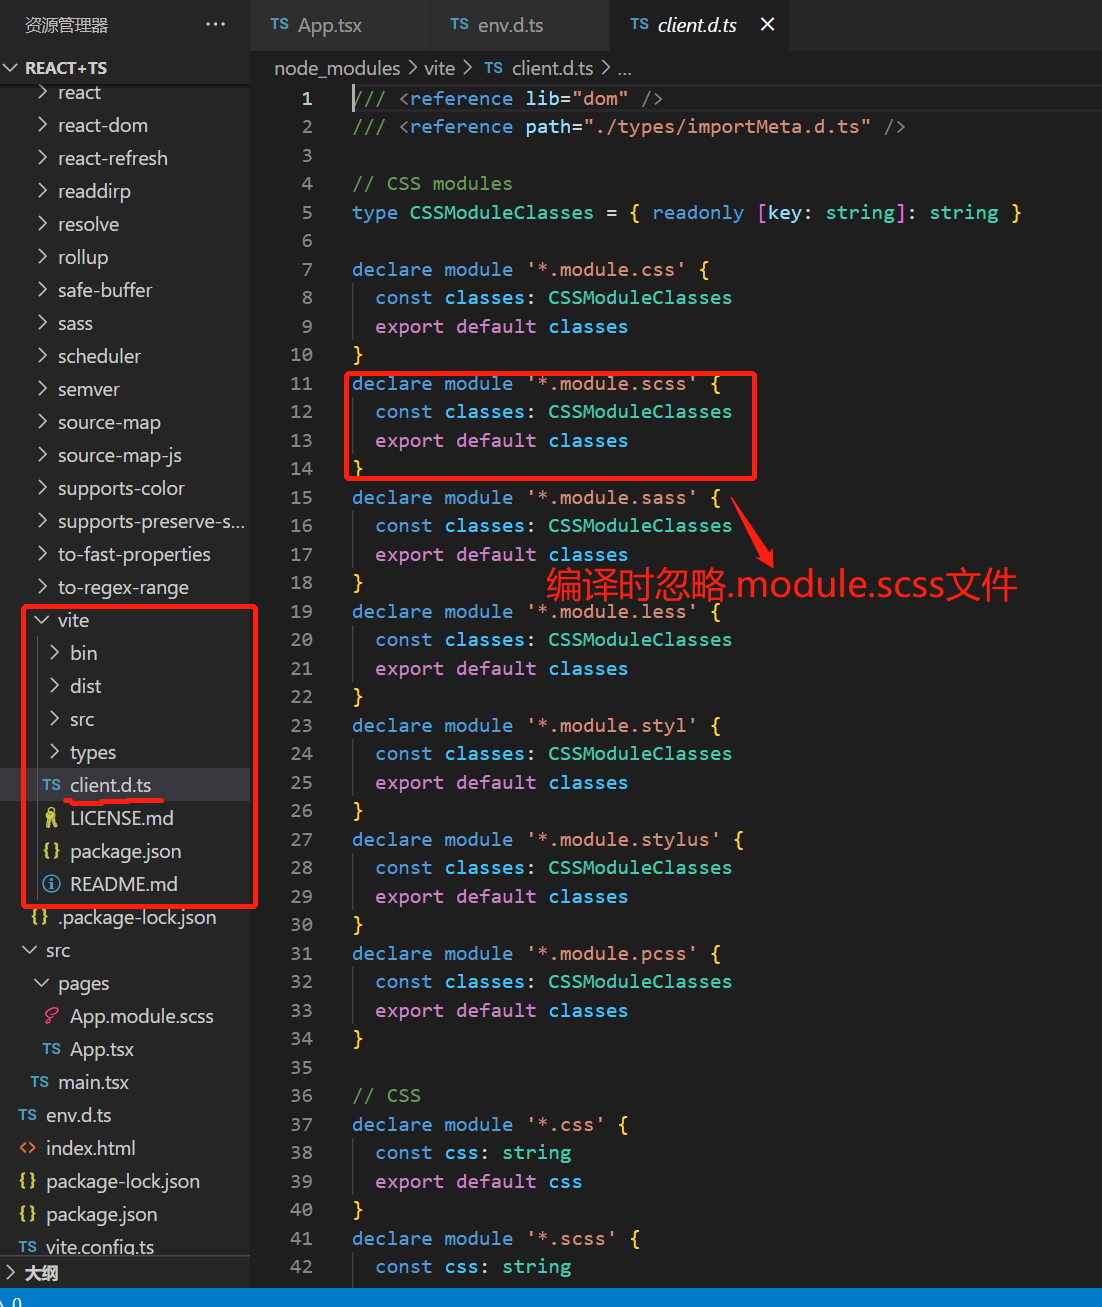 资源管理器 ···
REACT+TS
react
react-dom
react-refresh
readdirp
resolve
rollup
safe-buffer
sass
scheduler
semver
source-map
source-map-js
supports-color
supports-preserve-s...
to-fast-properties
to-regex-range
vite
bin
dist
src
types
TS client.d.ts
LICENSE.md
{} package.json
README.md
{} .package-lock.json
src
pages
App.module.scss
TS App.tsx
TS main.tsx
TS env.d.ts
<> index.html
{} package-lock.json
{} package.json
TS vite.config.ts
大纲
0
TS App.tsx TS env.d.ts TS client.d.ts
node_modules > vite > TS client.d.ts > ...
1 /// <reference lib="dom" />
2 /// <reference path="./types/importMeta.d.ts" />
3
4 // CSS modules
5 type CSSModuleClasses = { readonly [key: string]: string }
6
7 declare module '*.module.css' {
8 const classes: CSSModuleClasses
9 export default classes
10 }
11 declare module '*.module.scss' {
12 const classes: CSSModuleClasses
13 export default classes
14 }
15 declare module '*.module.sass' {
16 const classes: CSSModuleClasses
17 export default classes
18 }
编译时忽略.module.scss文件
19 declare module '*.module.less' {
20 const classes: CSSModuleClasses
21 export default classes
22 }
23 declare module '*.module.styl' {
24 const classes: CSSModuleClasses
25 export default classes
26 }
27 declare module '*.module.stylus' {
28 const classes: CSSModuleClasses
29 export default classes
30 }
31 declare module '*.module.pcss' {
32 const classes: CSSModuleClasses
33 export default classes
34 }
35
36 // CSS
37 declare module '*.css' {
38 const css: string
39 export default css
40 }
41 declare module '*.scss' {
42 const css: string